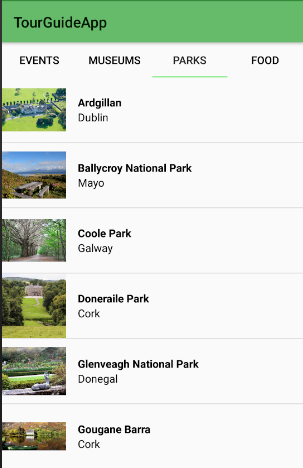 TourGuideApp
EVENTS MUSEUMS PARKS FOOD
Ardgillan
Dublin
Ballycroy National Park
Mayo
Coole Park
Galway
Doneraile Park
Cork
Glenveagh National Park
Donegal
Gougane Barra
Cork